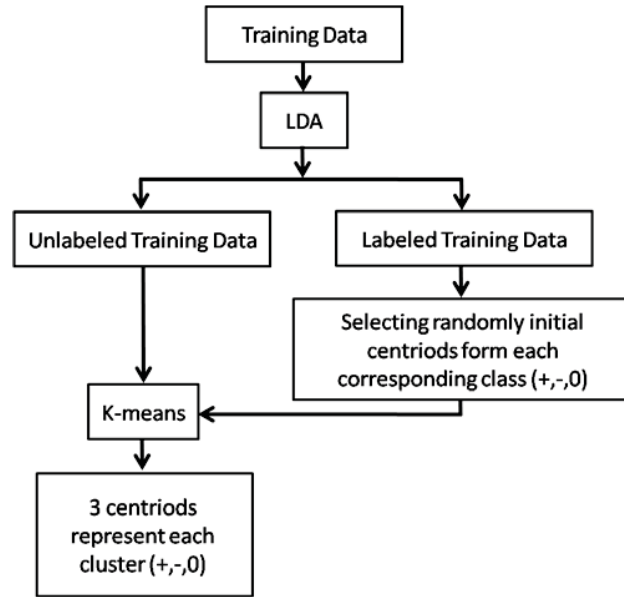 Training Data
LDA
Unlabeled Training Data
Labeled Training Data
Selecting randomly initial
centriods form each
corresponding class (+,-,0)
K-means
3 centriods
represent each
cluster (+,-,0)